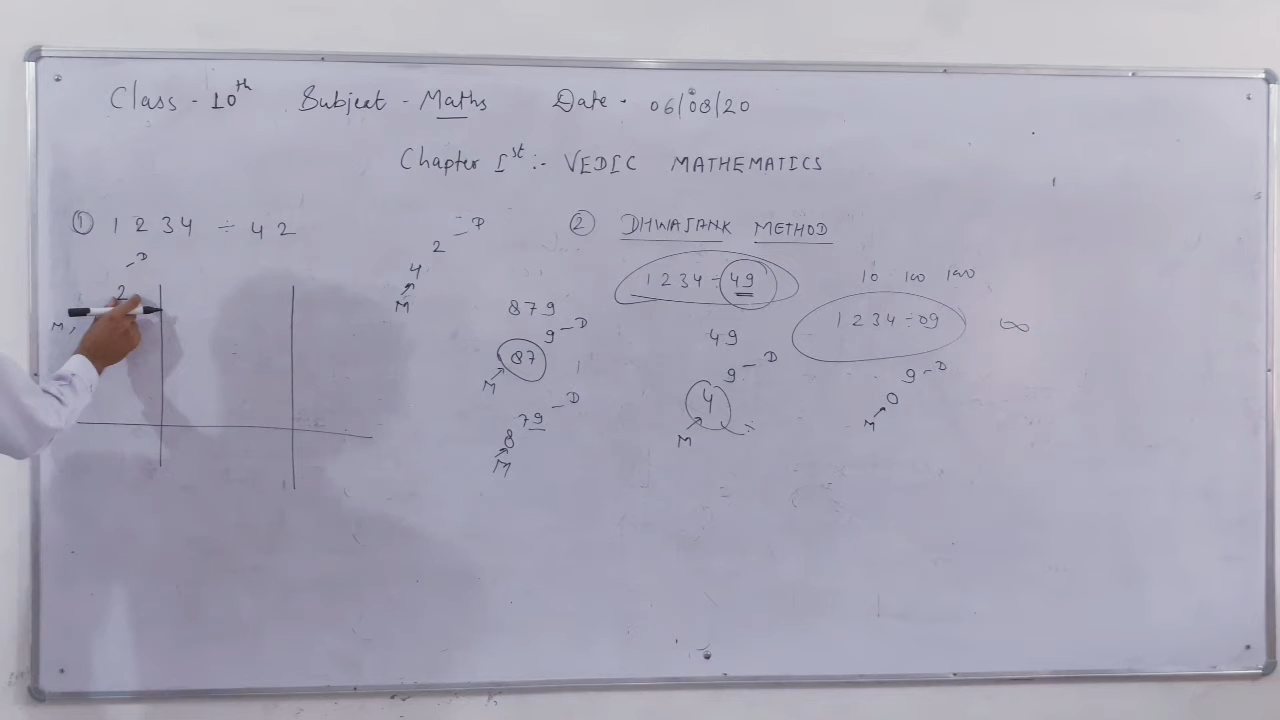 Class - 10th Subject - Maths Date - 06/08/20
Chapter Ist :- VEDIC MATHEMATICS
① 1 2 3 4 ÷ 4 2
2 - D
M
2 - D
4
M
879
9 - D
87
M
79 - D
8
M
② DHWAJANK METHOD
1 2 3 4 ÷ 49
49
9 - D
4
M
10 100 100
1 2 3 4 ÷ 09
∞
9 - D
0
M